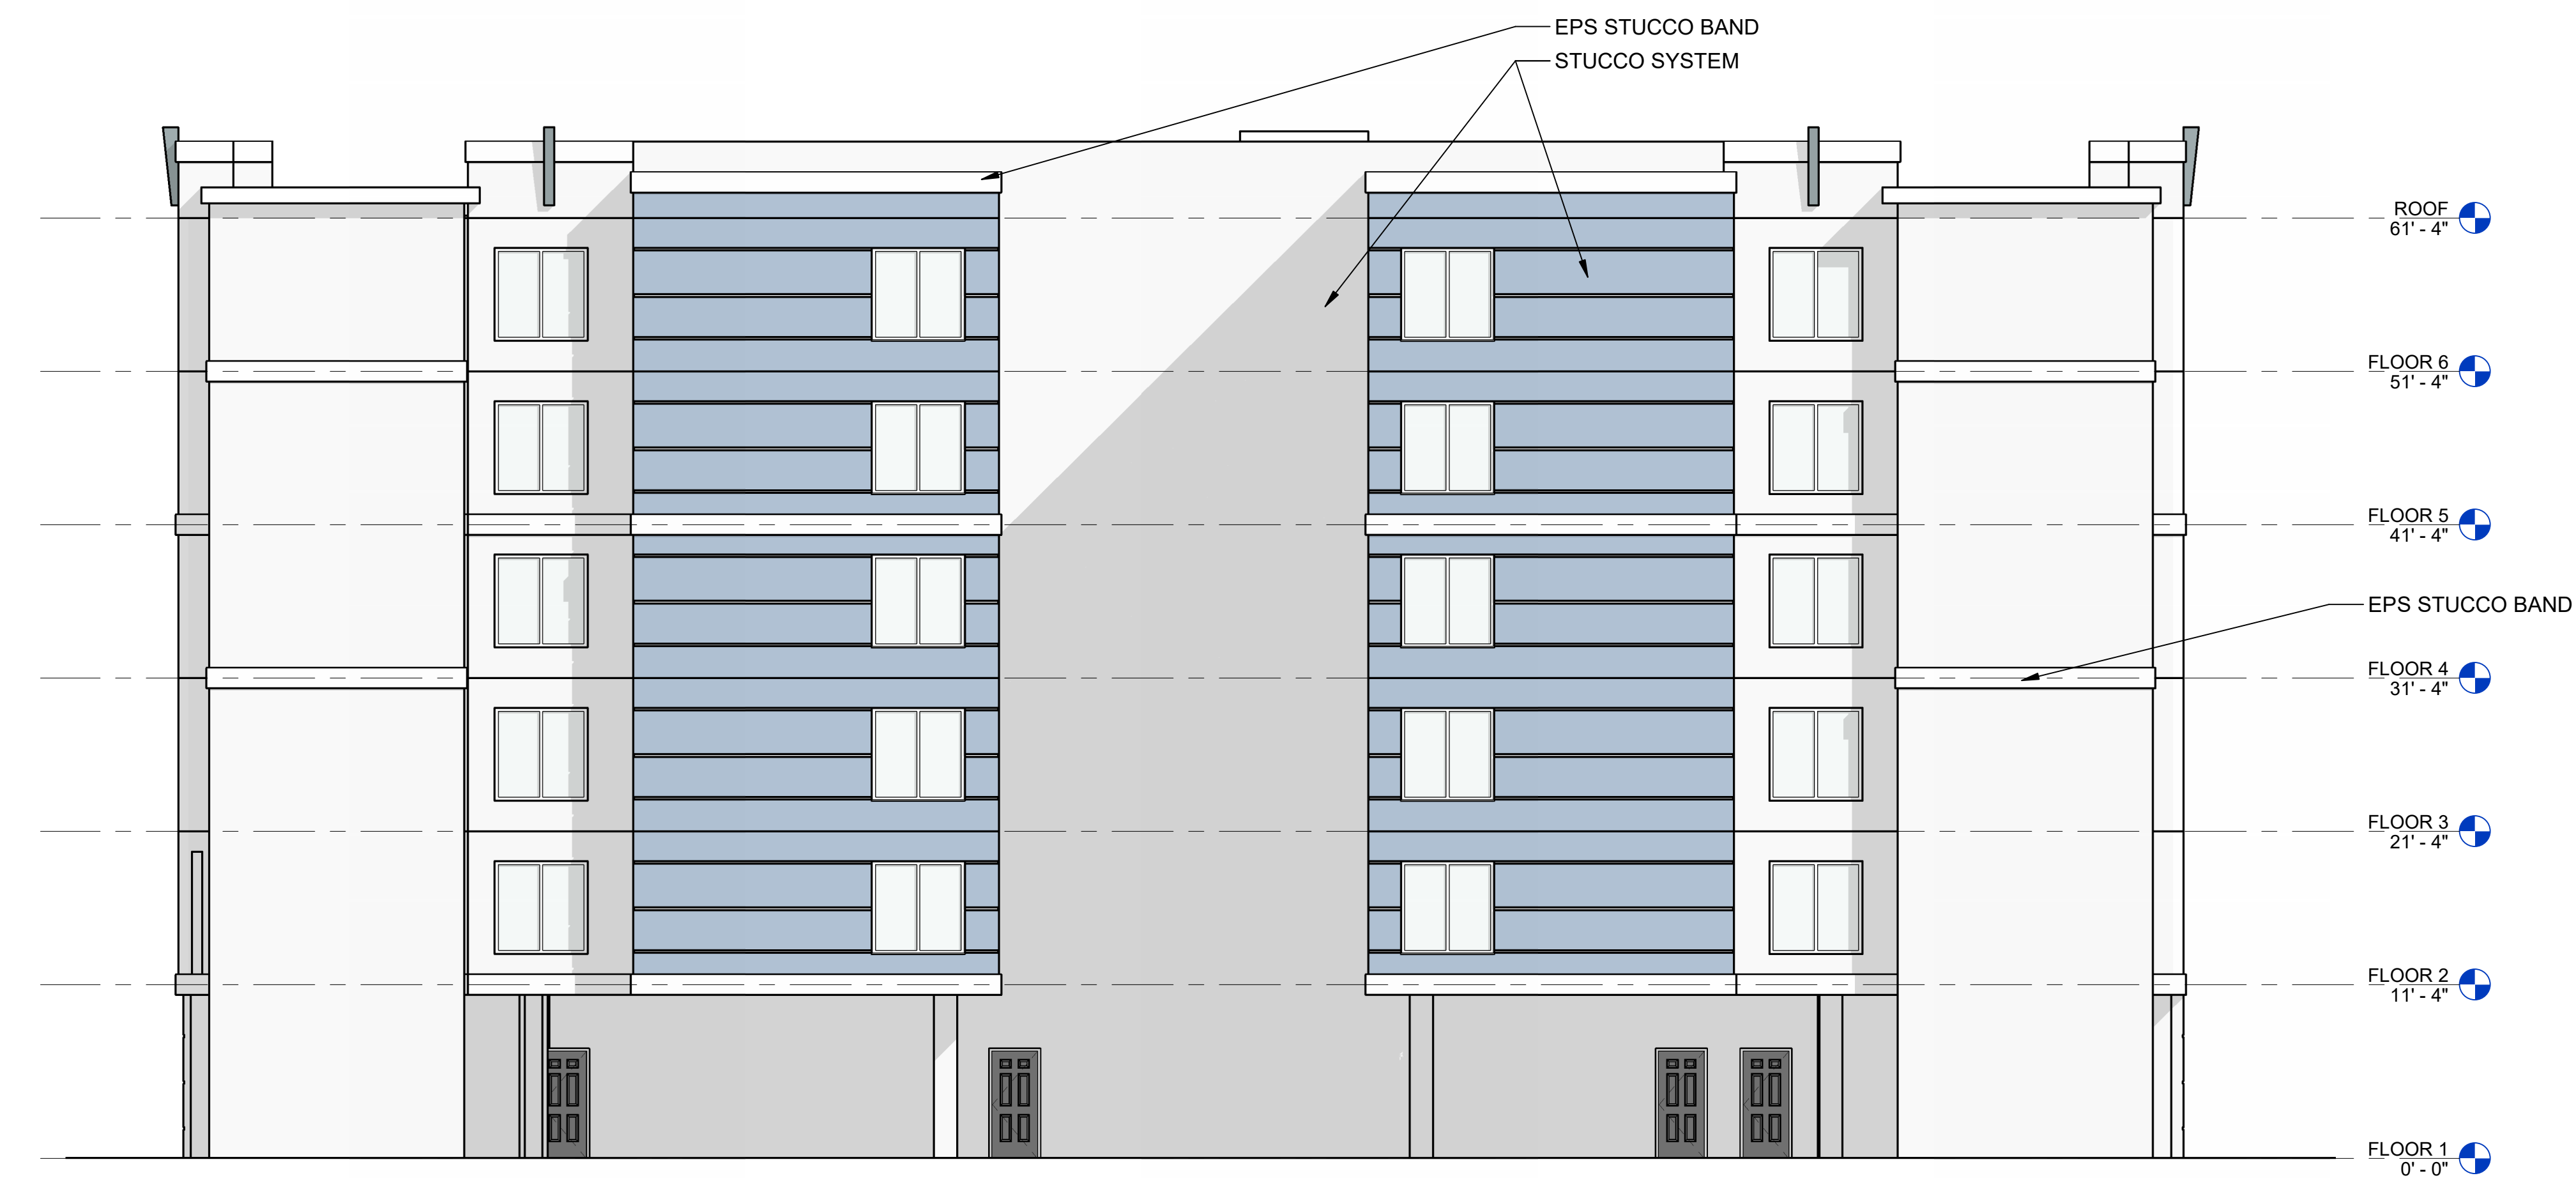 EPS STUCCO BAND
STUCCO SYSTEM
ROOF
61' - 4"
FLOOR 6
51' - 4"
FLOOR 5
41' - 4"
EPS STUCCO BAND
FLOOR 4
31' - 4"
FLOOR 3
21' - 4"
FLOOR 2
11' - 4"
FLOOR 1
0' - 0"